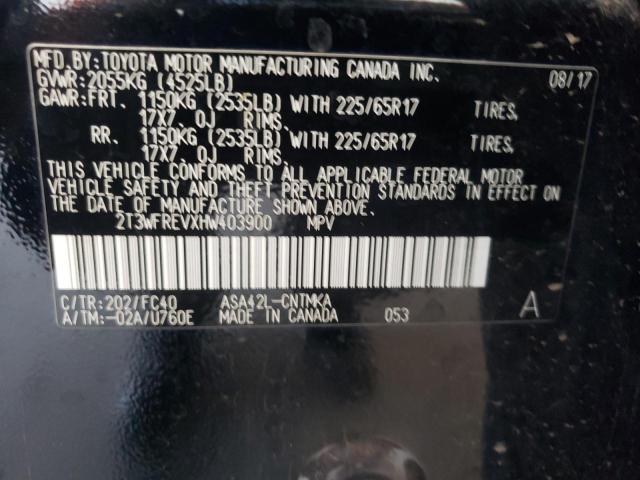 MFD.BY:TOYOTA MOTOR MANUFACTURING CANADA INC. 08/17
GVWR:2055KG (4525LB)
GAWR:FRT. 1150KG (2535LB) WITH 225/65R17 TIRES,
17X7.0J RIMS.
RR. 1150KG (2535LB) WITH 225/65R17 TIRES,
17X7.0J RIMS.
THIS VEHICLE CONFORMS TO ALL APPLICABLE FEDERAL MOTOR
VEHICLE SAFETY AND THEFT PREVENTION STANDARDS IN EFFECT ON
THE DATE OF MANUFACTURE SHOWN ABOVE.
2T3WFREVXHW403900 MPV
C/TR:202/FC40 ASA42L-CNTMKA
A/TM:-02A/U760E MADE IN CANADA 053 A